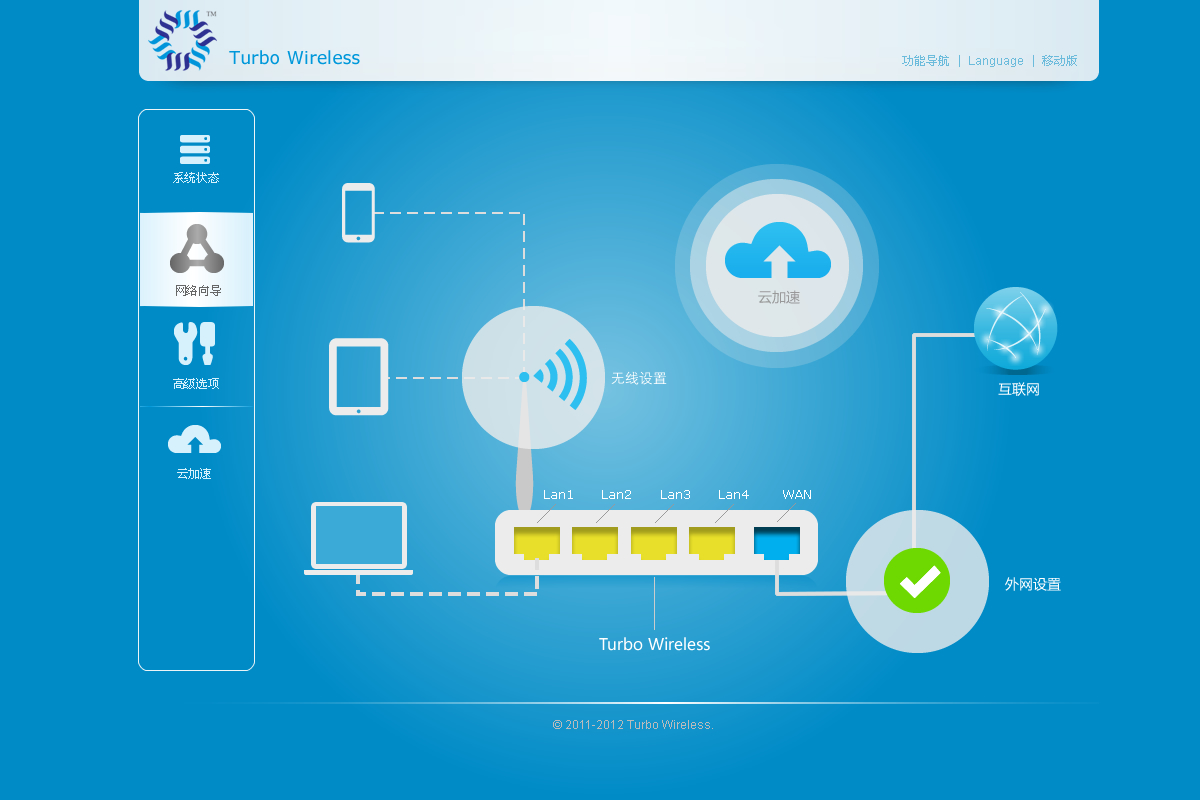 TM
Turbo Wireless
功能导航 | Language | 移动版
系统状态
网络向导
高级选项
云加速
云加速
无线设置
互联网
Lan1 Lan2 Lan3 Lan4 WAN
外网设置
Turbo Wireless
© 2011-2012 Turbo Wireless.